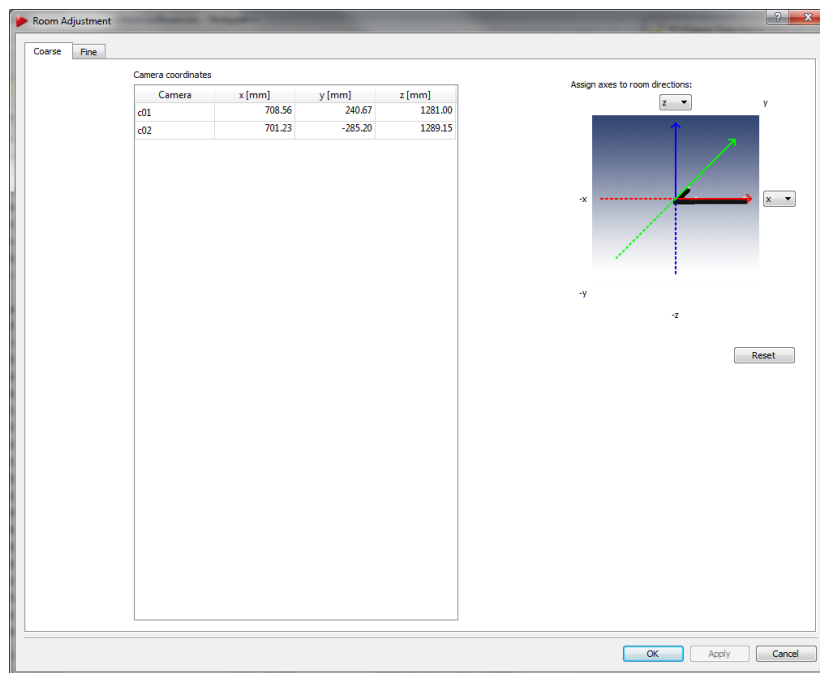 Room Adjustment
Coarse Fine
Camera coordinates
Camera x [mm] y [mm] z [mm]
c01 708.56 240.67 1281.00
c02 701.23 -285.20 1289.15
Assign axes to room directions:
z y
-x x
-y
-z
Reset
OK Apply Cancel